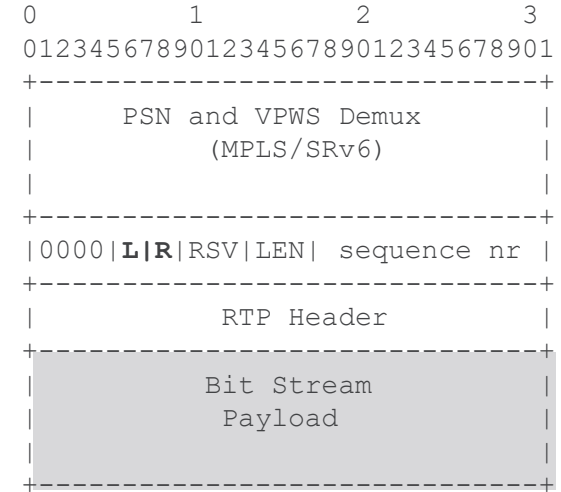 0                   1                   2                   3
01234567890123456789012345678901
+------------------------------+
|     PSN and VPWS Demux       |
|          (MPLS/SRv6)         |
|                              |
+------------------------------+
|0000|L|R|RSV|LEN| sequence nr |
+------------------------------+
|           RTP Header         |
+------------------------------+
|          Bit Stream          |
|           Payload            |
|                              |
+------------------------------+